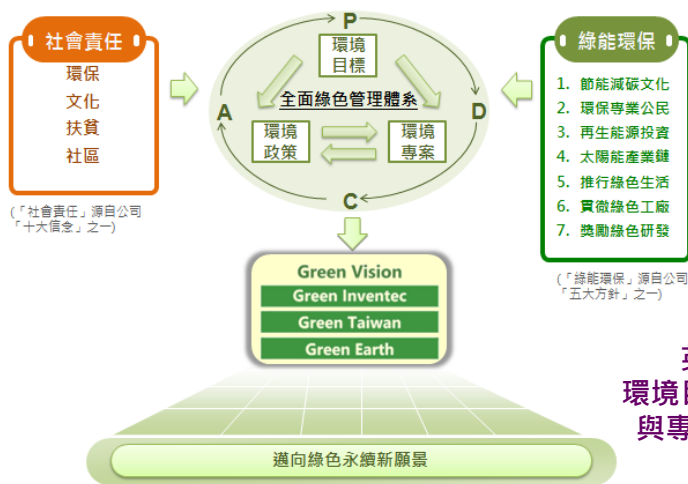 社會責任
環保
文化
扶貧
社區
(「社會責任」源自公司
「十大信念」之一)
P
環境
目標
全面綠色管理體系
A
D
環境
政策
環境
專案
C
綠能環保
1. 節能減碳文化
2. 環保專業公民
3. 再生能源投資
4. 太陽能產業鏈
5. 推行綠色生活
6. 貫徹綠色工廠
7. 獎勵綠色研發
(「綠能環保」源自公司
「五大方針」之一)
Green Vision
Green Inventec
Green Taiwan
Green Earth
環境
與專
邁向綠色永續新願景